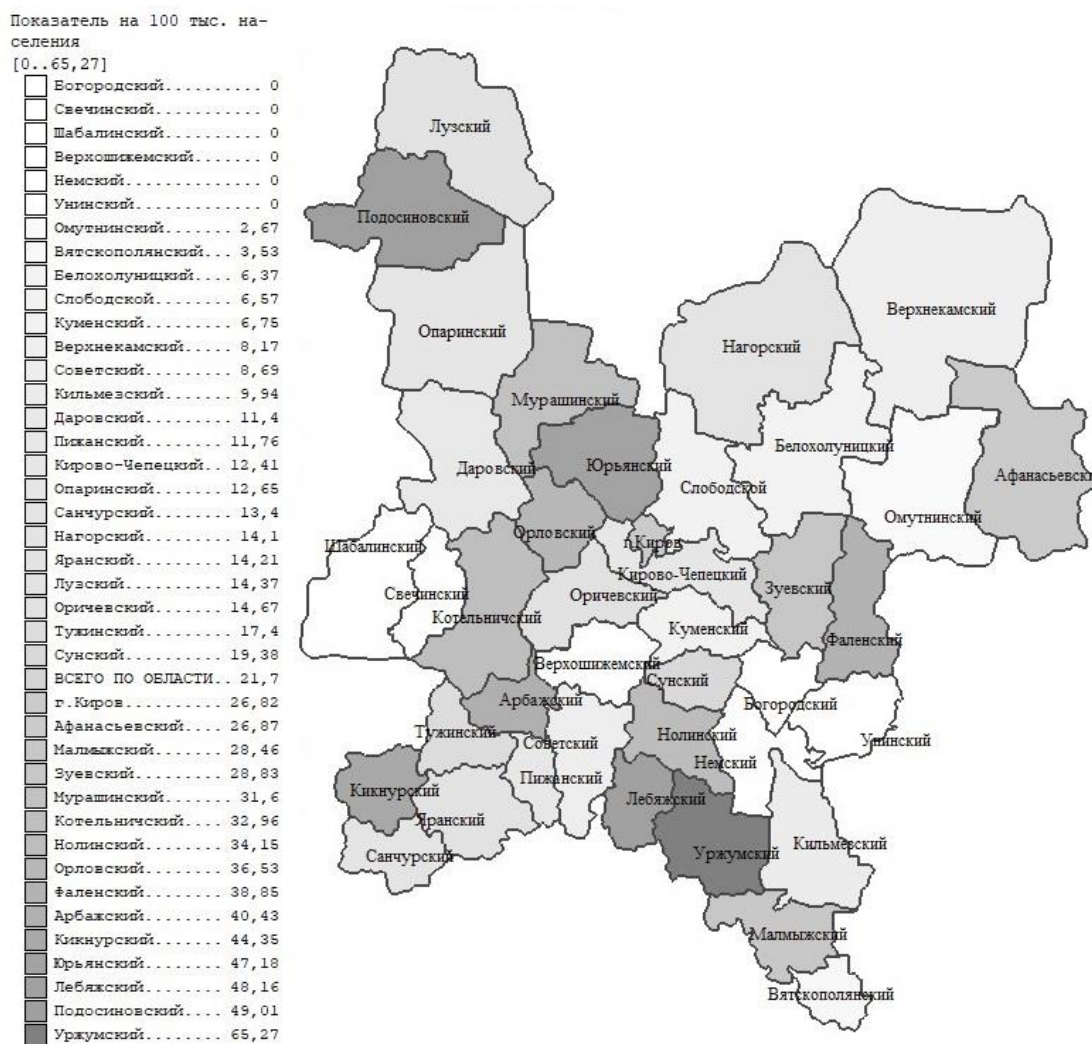 Показатель на 100 тыс. на-
селения
[0..65,27]
Богородский.......... 0
Свечинский........... 0
Шабалинский.......... 0
Верхошижемский....... 0
Немский.............. 0
Унинский............. 0
Омутнинский....... 2,67
Вятскополянский... 3,53
Белохолуницкий.... 6,37
Слободской........ 6,57
Куменский......... 6,75
Верхнекамский..... 8,17
Советский......... 8,69
Кильмезский....... 9,94
Даровский......... 11,4
Пижанский........ 11,76
Кирово-Чепецкий.. 12,41
Опаринский....... 12,65
Санчурский........ 13,4
Нагорский......... 14,1
Яранский......... 14,21
Лузский.......... 14,37
Оричевский....... 14,67
Тужинский......... 17,4
Сунский.......... 19,38
ВСЕГО ПО ОБЛАСТИ.. 21,7
г.Киров.......... 26,82
Афанасьевский.... 26,87
Малмыжский....... 28,46
Зуевский......... 28,83
Мурашинский....... 31,6
Котельничский.... 32,96
Нолинский........ 34,15
Орловский........ 36,53
Фаленский........ 38,85
Арбажский........ 40,43
Кикнурский....... 44,35
Юрьянский........ 47,18
Лебяжский........ 48,16
Подосиновский.... 49,01
Уржумский........ 65,27
Лузский
Подосиновский
Верхнекамский
Опаринский
Нагорский
Мурашинский
Белохолуницкий
Даровский
Юрьянский
Афанасьевски
Слободской
Омутнинский
Шабалинский
Орловский
г.Киров
Кирово-Чепецкий
Свечинский
Оричевский
Зуевский
Котельничский
Куменский
Фаленский
Верхошижемский
Сунский
Арбажский
Богородский
Тужинский
Советский
Нолинский
Унинский
Немский
Пижанский
Кикнурский
Лебяжский
Яранский
Кильмезский
Санчурский
Уржумский
Малмыжский
Вятскополянский